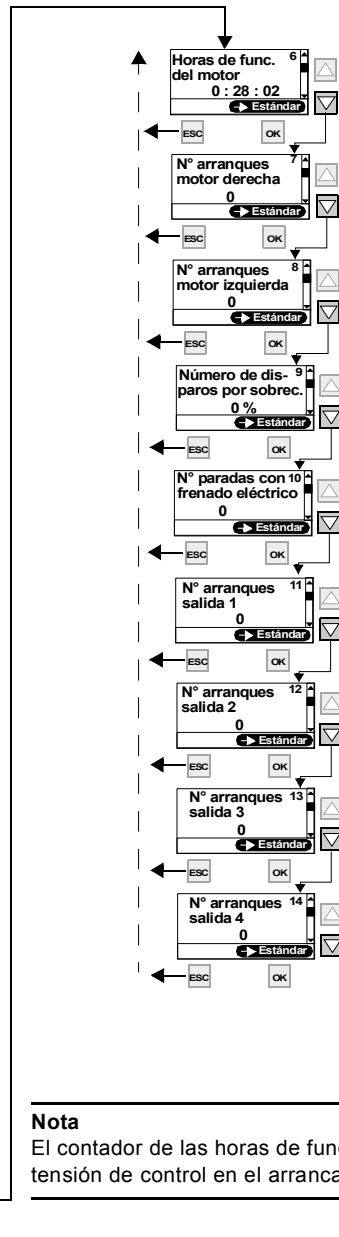 Horas de func. 6
del motor
0 : 28 : 02
Estándar
ESC OK
N° arranques 7
motor derecha
0
Estándar
ESC OK
N° arranques 8
motor izquierda
0
Estándar
ESC OK
Número de dis- 9
paros por sobrec.
0 %
Estándar
ESC OK
N° paradas con 10
frenado eléctrico
0
Estándar
ESC OK
N° arranques 11
salida 1
0
Estándar
ESC OK
N° arranques 12
salida 2
0
Estándar
ESC OK
N° arranques 13
salida 3
0
Estándar
ESC OK
N° arranques 14
salida 4
0
Estándar
ESC OK
Nota
El contador de las horas de
tensión de control en el